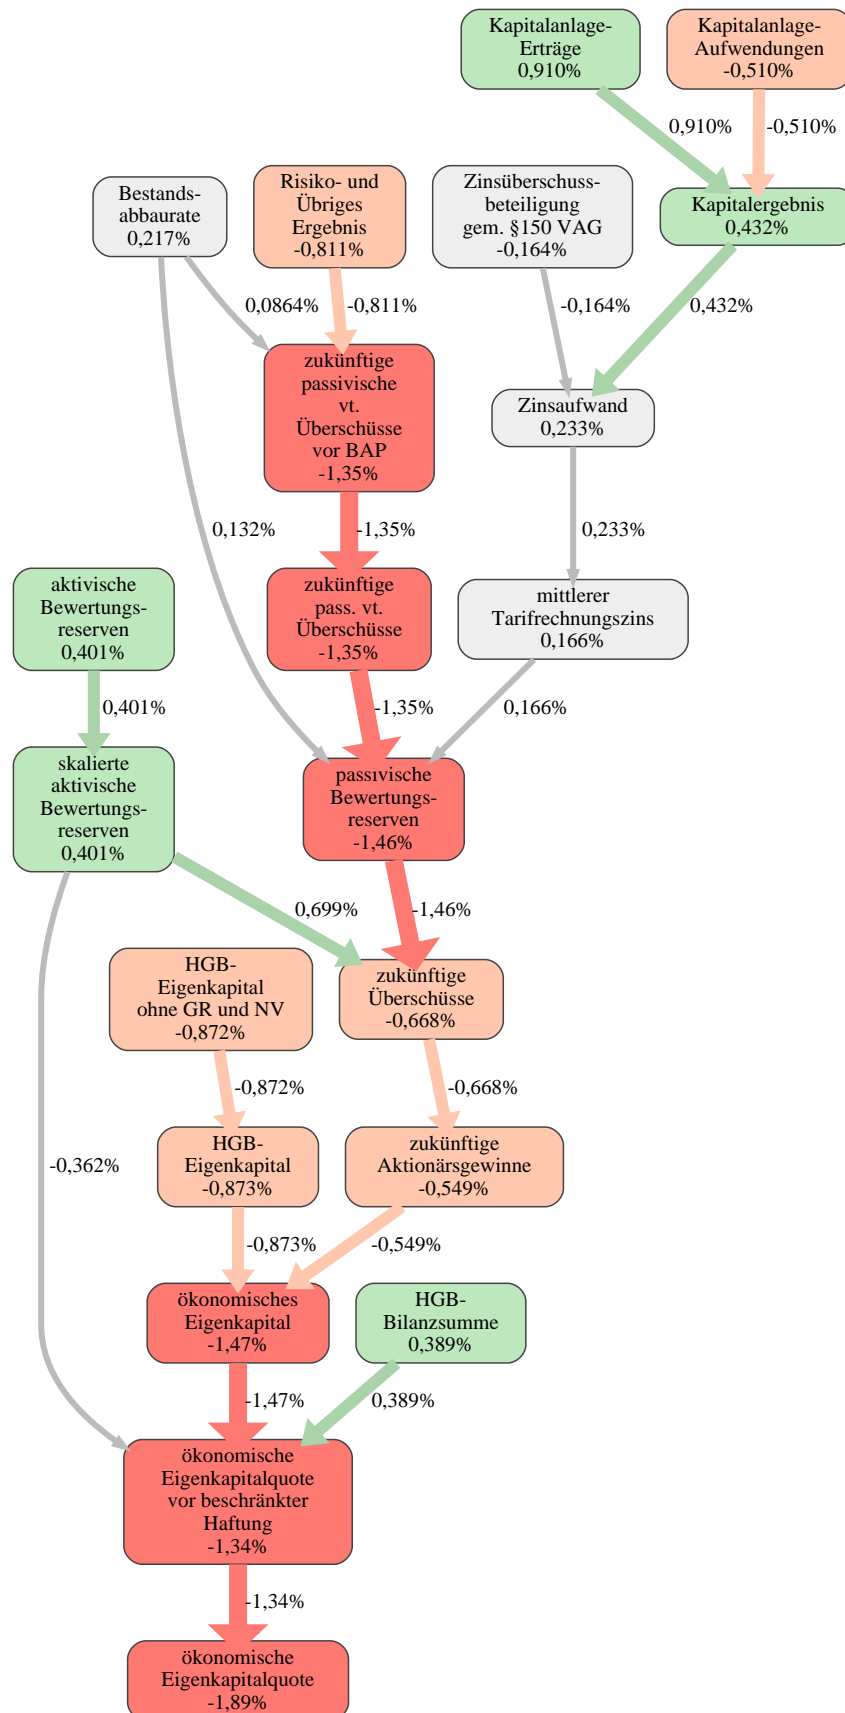 Kapitalanlage-
Erträge
0,910%
Kapitalanlage-
Aufwendungen
-0,510%
0,910%
-0,510%
Bestands-
abbaurate
0,217%
Risiko- und
Übriges
Ergebnis
-0,811%
Zinsüberschuss-
beteiligung
gem. §150 VAG
-0,164%
Kapitalergebnis
0,432%
0,0864%
-0,811%
-0,164%
0,432%
zukünftige
passivische
vt.
Überschüsse
vor BAP
-1,35%
Zinsaufwand
0,233%
0,132%
-1,35%
0,233%
aktivische
Bewertungs-
reserven
0,401%
zukünftige
pass. vt.
Überschüsse
-1,35%
mittlerer
Tarifrechnungszins
0,166%
0,401%
-1,35%
0,166%
skalierte
aktivische
Bewertungs-
reserven
0,401%
passivische
Bewertungs-
reserven
-1,46%
0,699%
-1,46%
HGB-
Eigenkapital
ohne GR und NV
-0,872%
zukünftige
Überschüsse
-0,668%
-0,872%
-0,668%
-0,362%
HGB-
Eigenkapital
-0,873%
zukünftige
Aktionärsgewinne
-0,549%
-0,873%
-0,549%
ökonomisches
Eigenkapital
-1,47%
HGB-
Bilanzsumme
0,389%
-1,47%
0,389%
ökonomische
Eigenkapitalquote
vor beschränkter
Haftung
-1,34%
-1,34%
ökonomische
Eigenkapitalquote
-1,89%